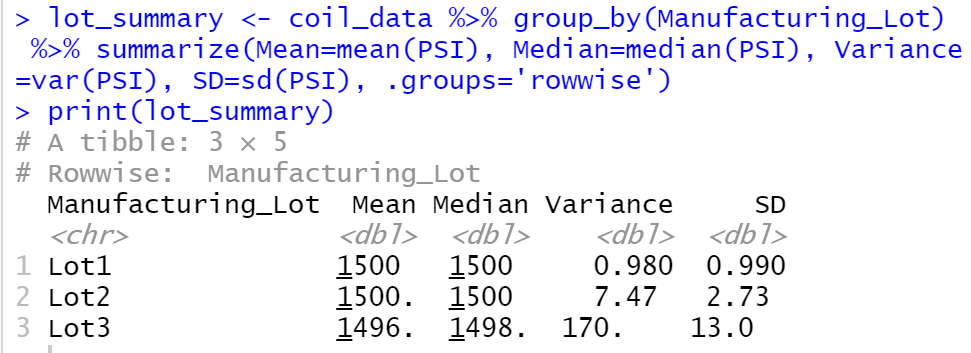 > lot_summary <- coil_data %>% group_by(Manufacturing_Lot)
%>% summarize(Mean=mean(PSI), Median=median(PSI), Variance
=var(PSI), SD=sd(PSI), .groups='rowwise')
> print(lot_summary)
# A tibble: 3 × 5
# Rowwise:  Manufacturing_Lot
  Manufacturing_Lot  Mean Median Variance     SD
  <chr>             <dbl>  <dbl>    <dbl>  <dbl>
1 Lot1              1500   1500     0.980  0.990
2 Lot2              1500.  1500     7.47   2.73
3 Lot3              1496.  1498.  170.    13.0